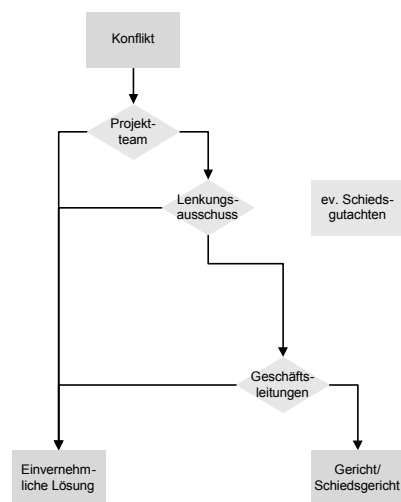 Konflikt
Projekt-
team
Lenkungs-
ausschuss
ev. Schieds-
gutachten
Geschäfts-
leitungen
Einvernehm-
liche Lösung
Gericht/
Schiedsgericht